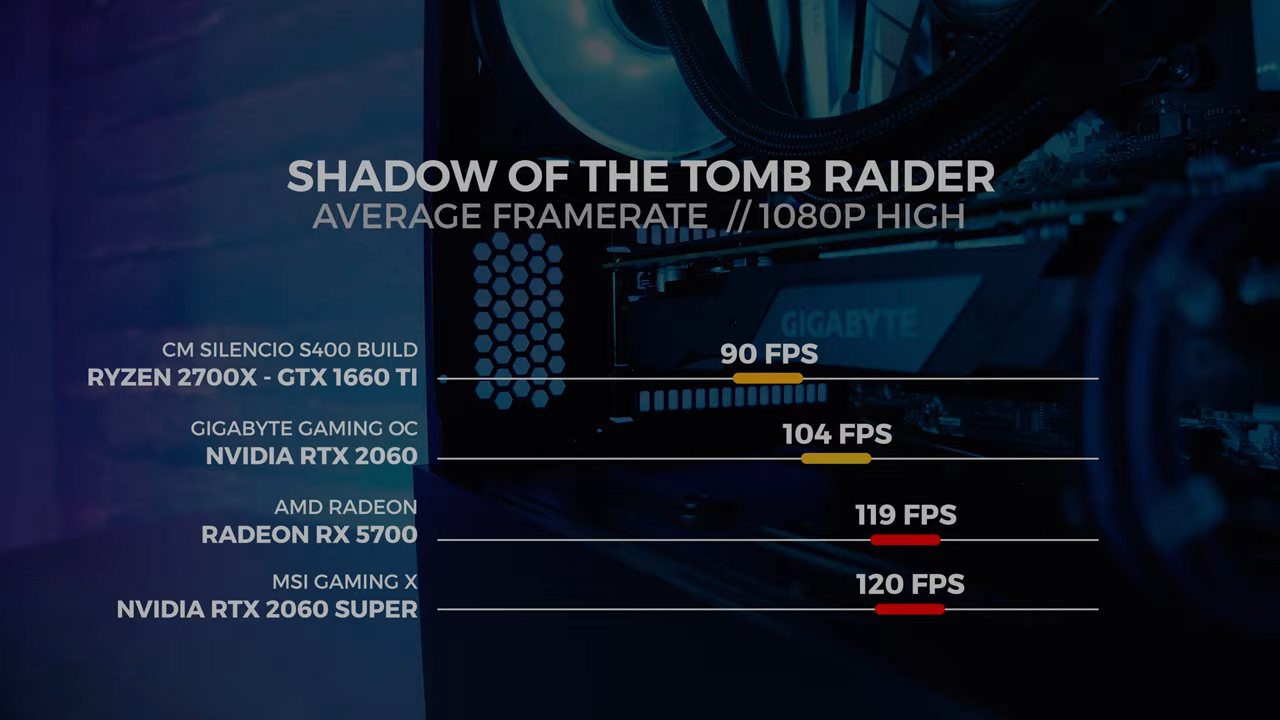 SHADOW OF THE TOMB RAIDER
AVERAGE FRAMERATE // 1080P HIGH
GIGABYTE
CM SILENCIO S400 BUILD
RYZEN 2700X - GTX 1660 TI
90 FPS
GIGABYTE GAMING OC
NVIDIA RTX 2060
104 FPS
AMD RADEON
RADEON RX 5700
119 FPS
MSI GAMING X
NVIDIA RTX 2060 SUPER
120 FPS